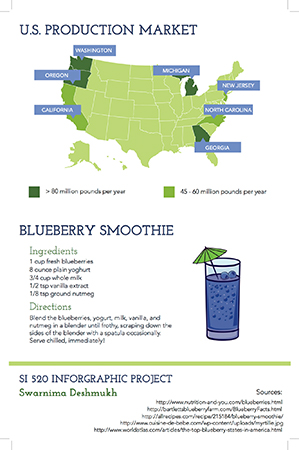 U.S. PRODUCTION MARKET
WASHINGTON
OREGON
MICHIGAN
NEW JERSEY
CALIFORNIA
NORTH CAROLINA
GEORGIA
> 80 million pounds per year
45 - 60 million pounds per year
BLUEBERRY SMOOTHIE
Ingredients
1 cup fresh blueberries
8 ounce plain yoghurt
3/4 cup whole milk
1/2 tsp vanilla extract
1/8 tsp ground nutmeg
Directions
Blend the blueberries, yogurt, milk, vanilla, and
nutmeg in a blender until frothy, scraping down the
sides of the blender with a spatula occasionally.
Serve chilled, immediately!
SI 520 INFORGRAPHIC PROJECT
Swarnima Deshmukh
Sources:
http://www.nutrition-and-you.com/blueberries.html
http://bartlettblueberryfarm.com/BlueberryFacts.html
http://allrecipes.com/recipe/215184/blueberry-smoothie/
http://www.cuisine-de-bebe.com/wp-content/uploads/myrtille.jpg
http://www.worldatlas.com/articles/the-top-blueberry-states-in-america.html